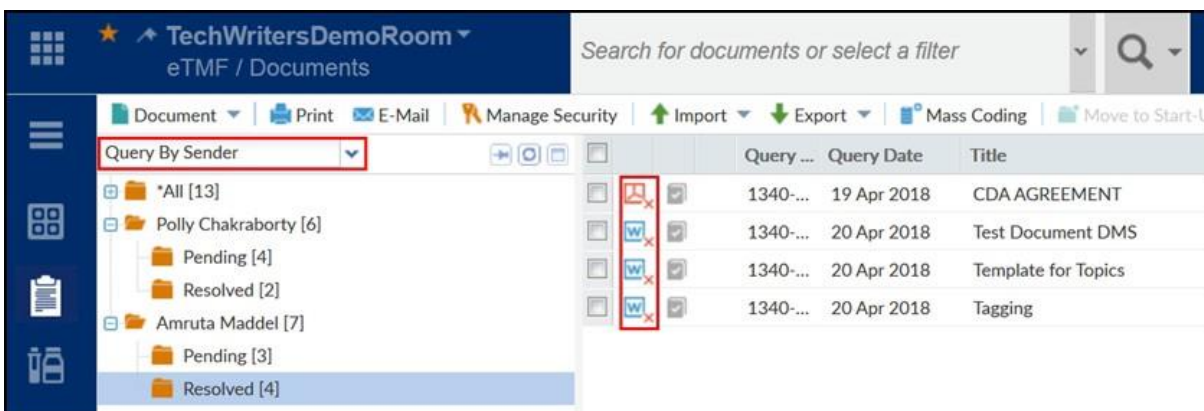 TechWritersDemoRoom
eTMF / Documents
Search for documents or select a filter
Document Print E-Mail Manage Security Import Export Mass Coding Move to Start-U
Query By Sender
Query ... Query Date Title
*All [13]
Polly Chakraborty [6]
Pending [4]
Resolved [2]
Amruta Maddel [7]
Pending [3]
Resolved [4]
1340-... 19 Apr 2018 CDA AGREEMENT
1340-... 20 Apr 2018 Test Document DMS
1340-... 20 Apr 2018 Template for Topics
1340-... 20 Apr 2018 Tagging